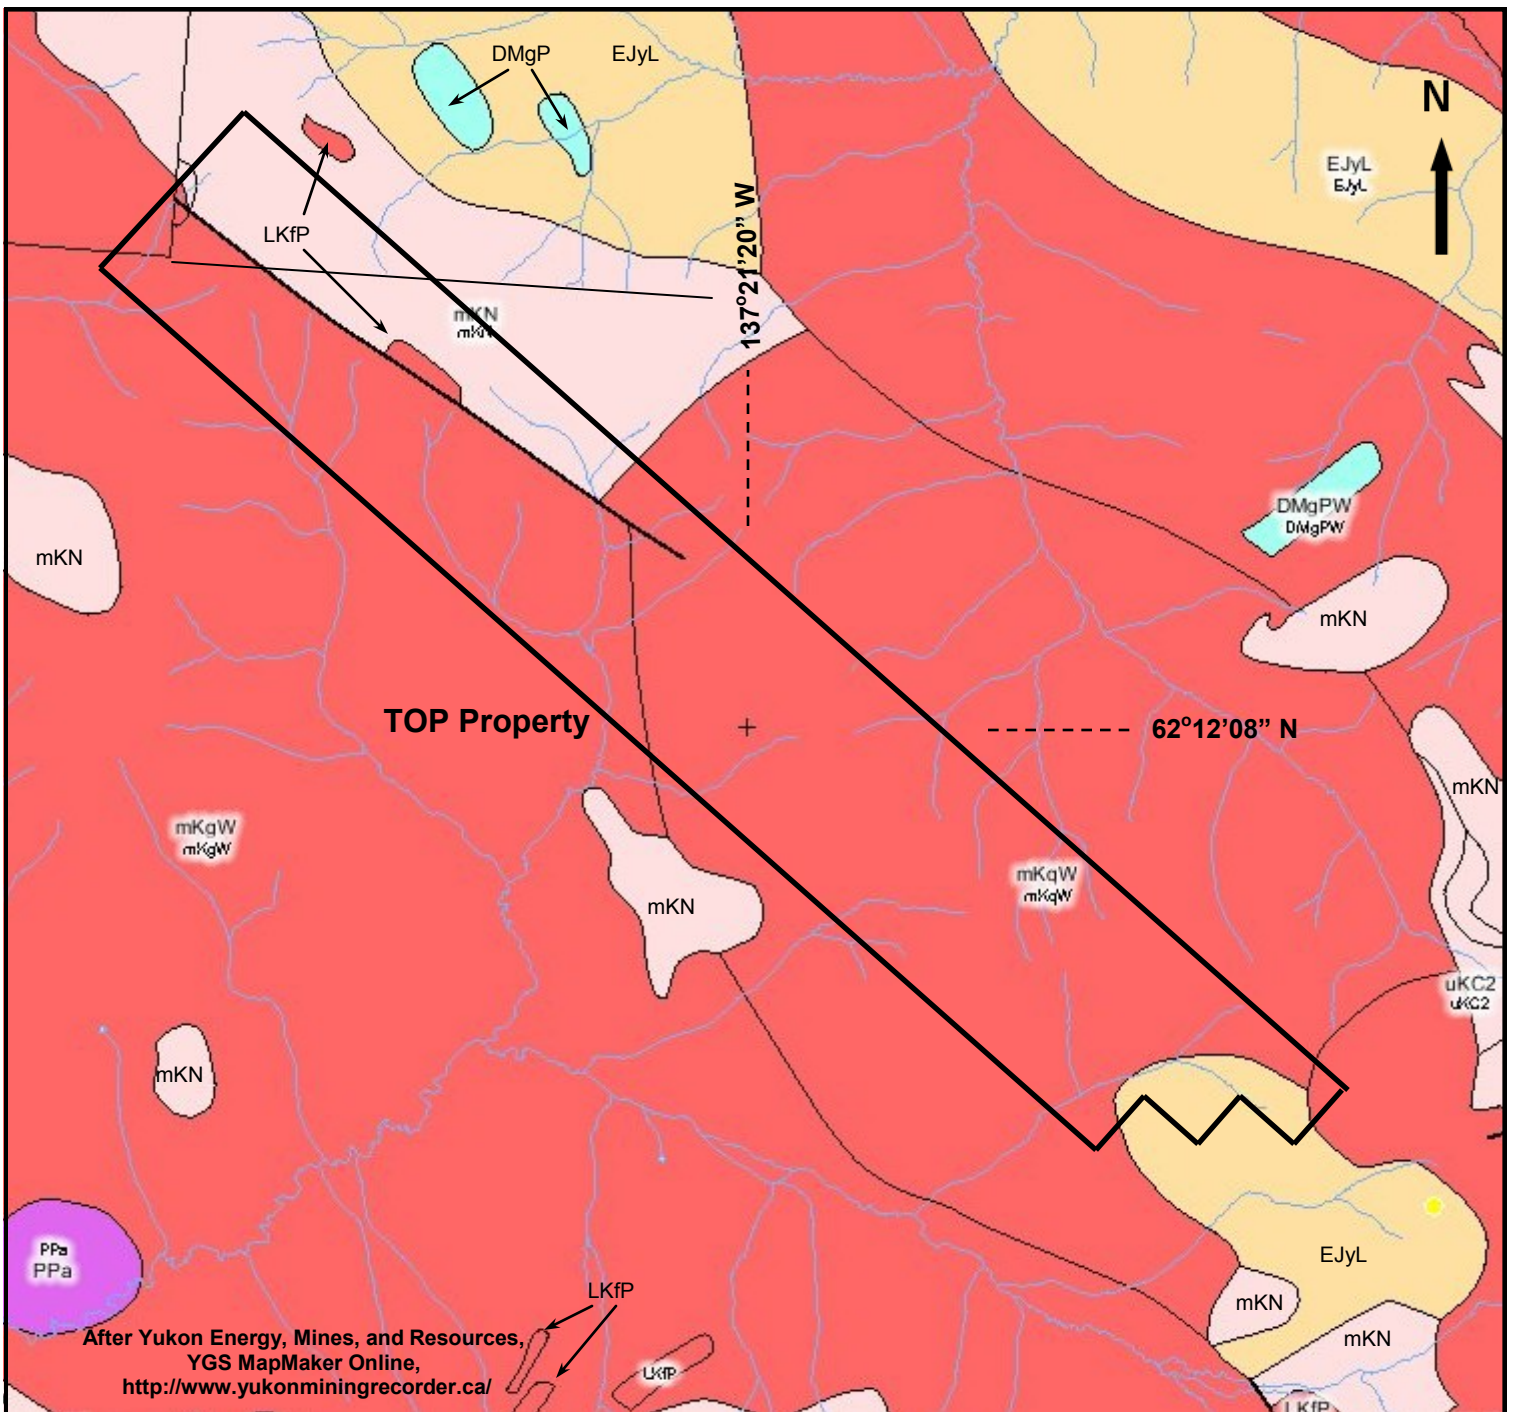 DMgP
EJyL
N
EJyL
EJyL
137°21'20" W
LKfP
mKN
mKN
DMgPW
DMgPW
mKN
mKN
TOP Property
62°12'08" N
mKN
mKgW
mKgW
mKqW
mKqW
mKN
uKC2
uKC2
mKN
PPa
PPa
EJyL
LKfP
mKN
After Yukon Energy, Mines, and Resources,
YGS MapMaker Online,
http://www.yukonminingrecorder.ca/
mKN
LKfP
LKfP